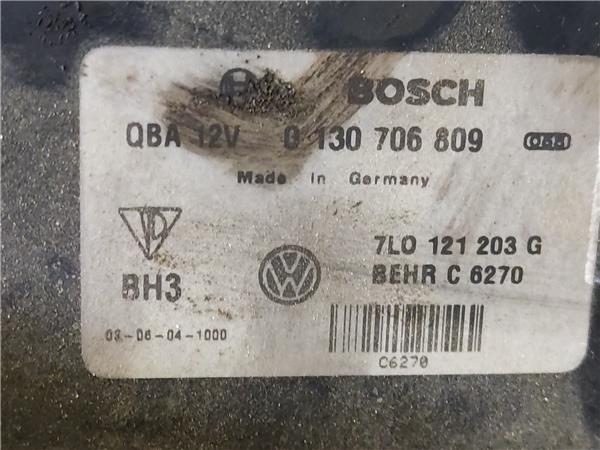 BOSCH
QBA 12V 0 130 706 809
Made in Germany
7L0 121 203 G
BH3 BEHR C 6270
03-06-04-1000
C6270